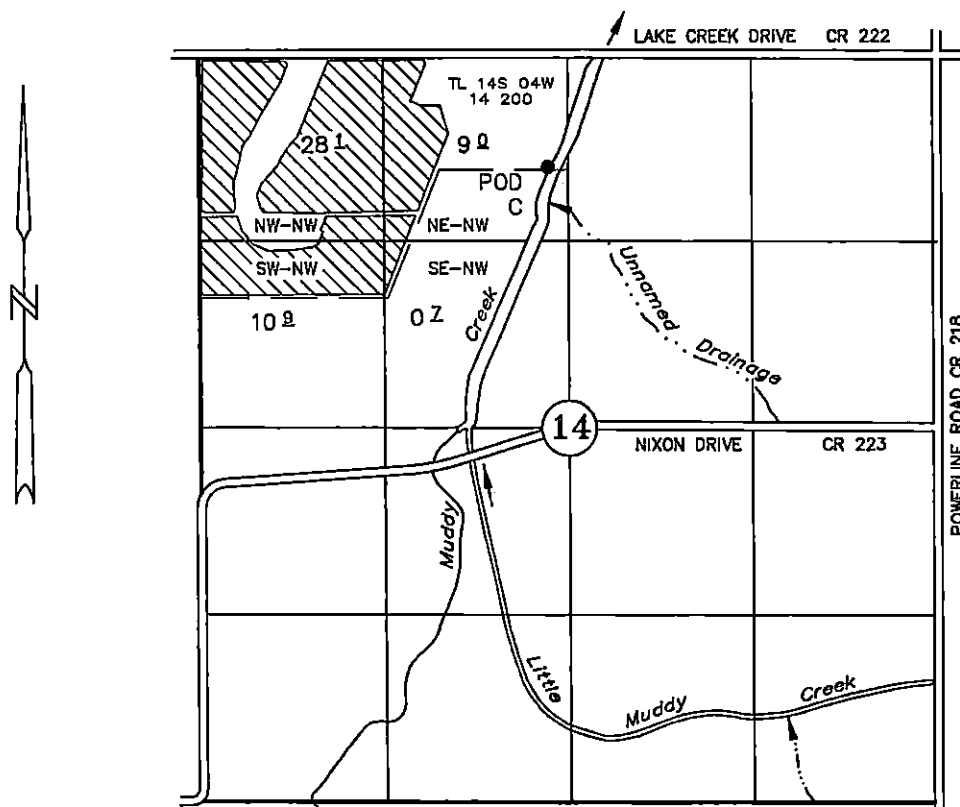 LAKE CREEK DRIVE CR 222
TL 14S 04W
14 200
28 1
9 0
POD
C
NW-NW
NE-NW
SW-NW
SE-NW
N
10 9
0 7
Creek
Unnamed Drainage
POWERLINE ROAD CR 218
14
NIXON DRIVE CR 223
Muddy
Little Muddy Creek